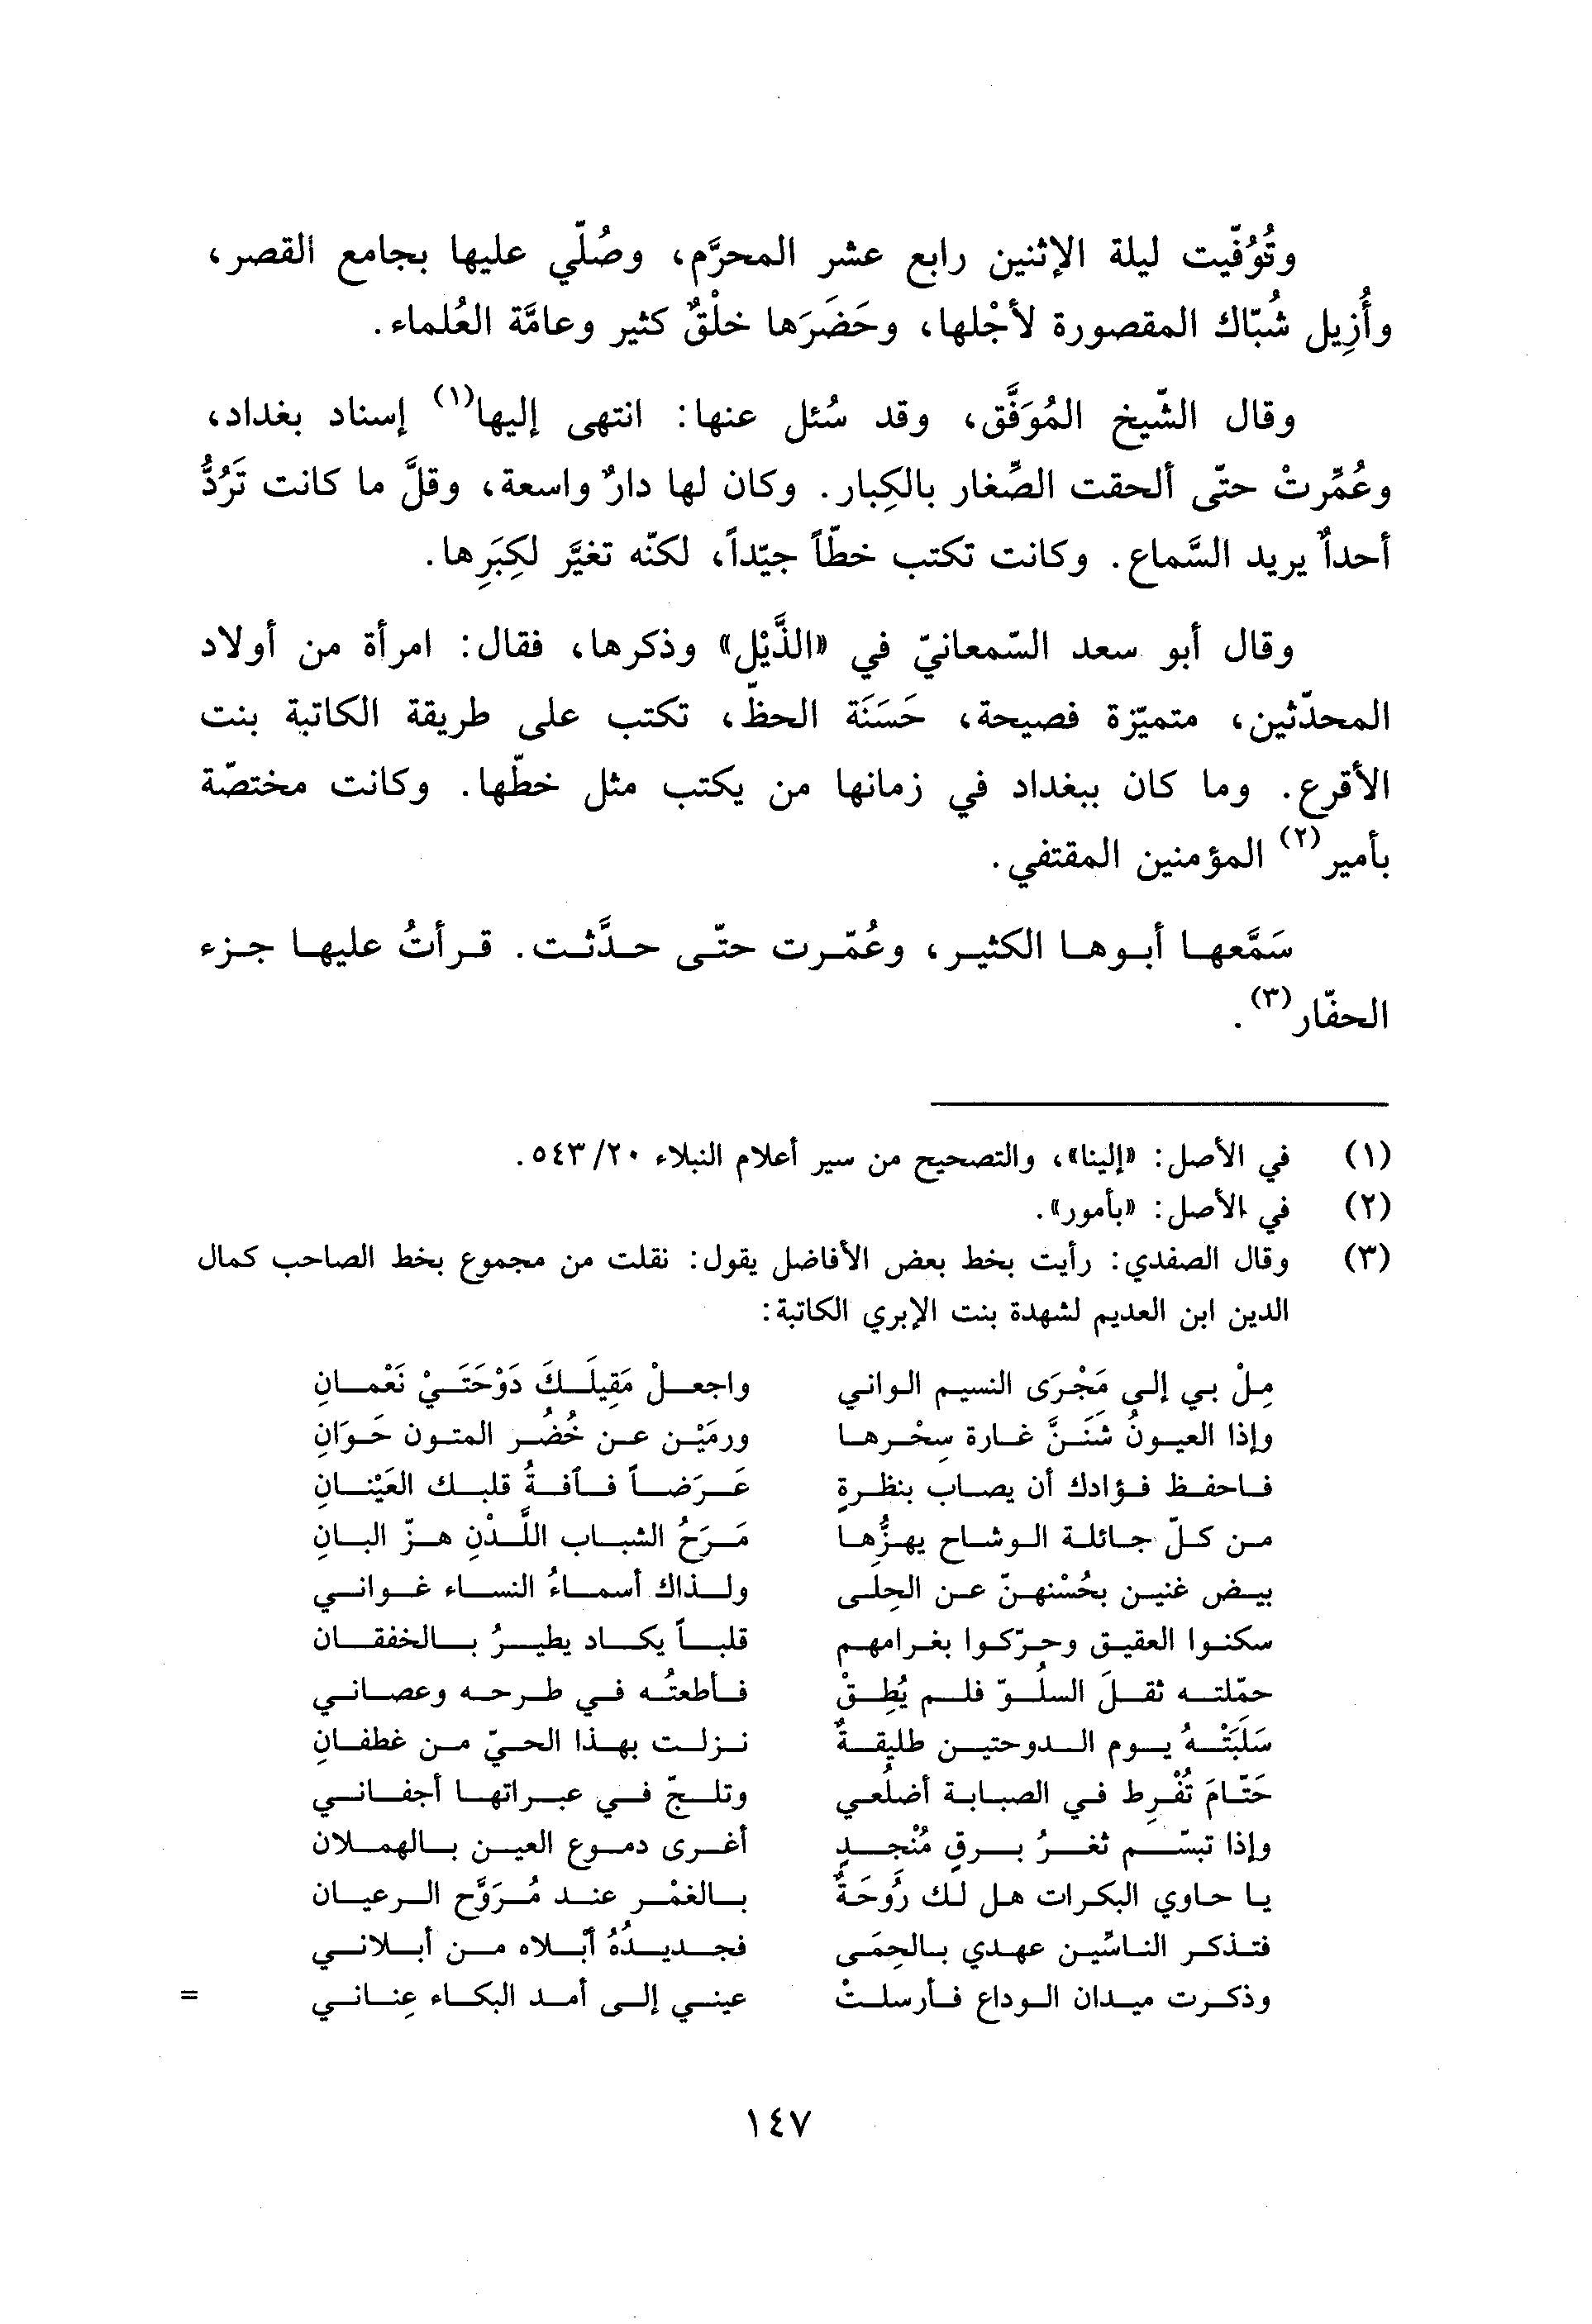 وتُوُفّيت ليلة الإثنين رابع عشر المحرَّم، وصُلّي عليها بجامع القصر،
وأُزِيل شُبّاك المقصورة لأجْلها، وحَضَرَها خلْقٌ كثير وعامَّة العُلماء.
وقال الشّيخ المُوَفَّق، وقد سُئل عنها: انتهى إليها(١) إسناد بغداد،
وعُمِّرتْ حتّى ألحقت الصِّغار بالكِبار. وكان لها دارٌ واسعة، وقلَّ ما كانت تَرُدُّ
أحداٌ يريد السَّماع. وكانت تكتب خطّاً جيّداً، لكنّه تغيَّر لكِبَرِها.
وقال أبو سعد السّمعانيّ في «الذَّيْل» وذكرها، فقال: امرأة من أولاد
المحدّثين، متميّزة فصيحة، حَسَنَة الحظّ، تكتب على طريقة الكاتبة بنت
الأقرع. وما كان ببغداد في زمانها من يكتب مثل خطّها. وكانت مختصّة
بأمير(٢) المؤمنين المقتفي.
سَمَّعها أبوها الكثير، وعُمّرت حتّى حدَّثت. قرأتُ عليها جزء
الحفّار(٣).
(١) في الأصل: «إلينا»، والتصحيح من سير أعلام النبلاء ٥٤٣/٢٠.
(٢) في الأصل: «بأمور».
(٣) وقال الصفدي: رأيت بخط بعض الأفاضل يقول: نقلت من مجموع بخط الصاحب كمال
الدين ابن العديم لشهدة بنت الإبري الكاتبة:
مِلْ بي إلى مَجْرَى النسيم الواني واجعلْ مَقِيلَكَ دَوْحَتَيْ نَعْمانِ
وإذا العيونُ شَنَنَّ غارة سِحْرها ورمَيْن عن خُضُر المتون حَوَانِ
فاحفظ فؤادك أن يصاب بنظرةٍ عَرَضاً فآفةُ قلبك العَيْنانِ
من كلّ جائلة الوشاح يهزُّها مَرَحُ الشباب اللَّدْنِ هزّ البانِ
بيض غنين بحُسْنهنّ عن الحِلَى ولذاك أسماءُ النساء غواني
سكنوا العقيق وحرّكوا بغرامهم قلباً يكاد يطيرُ بالخفقان
حمّلته ثقلَ السلُوّ فلم يُطِقْ فأطعتُه في طرحه وعصاني
سَلَبَتْهُ يوم الدوحتين طليقةٌ نزلت بهذا الحيّ من غطفانِ
حَتّامَ تُفْرِط في الصبابة أضلُعي وتلجّ في عبراتها أجفاني
وإذا تبسّم ثغرُ برقٍ مُنْجدٍ أغرى دموع العين بالهملان
يا حاوي البكرات هل لك رَوحَةٌ بالغمْر عند مُرَوَّح الرعيان
فتذكر الناسّين عهدي بالحِمَى فجديدُهُ أبلاه من أبلاني
وذكرت ميدان الوداع فأرسلتْ عيني إلى أمد البكاء عِناني =
١٤٧